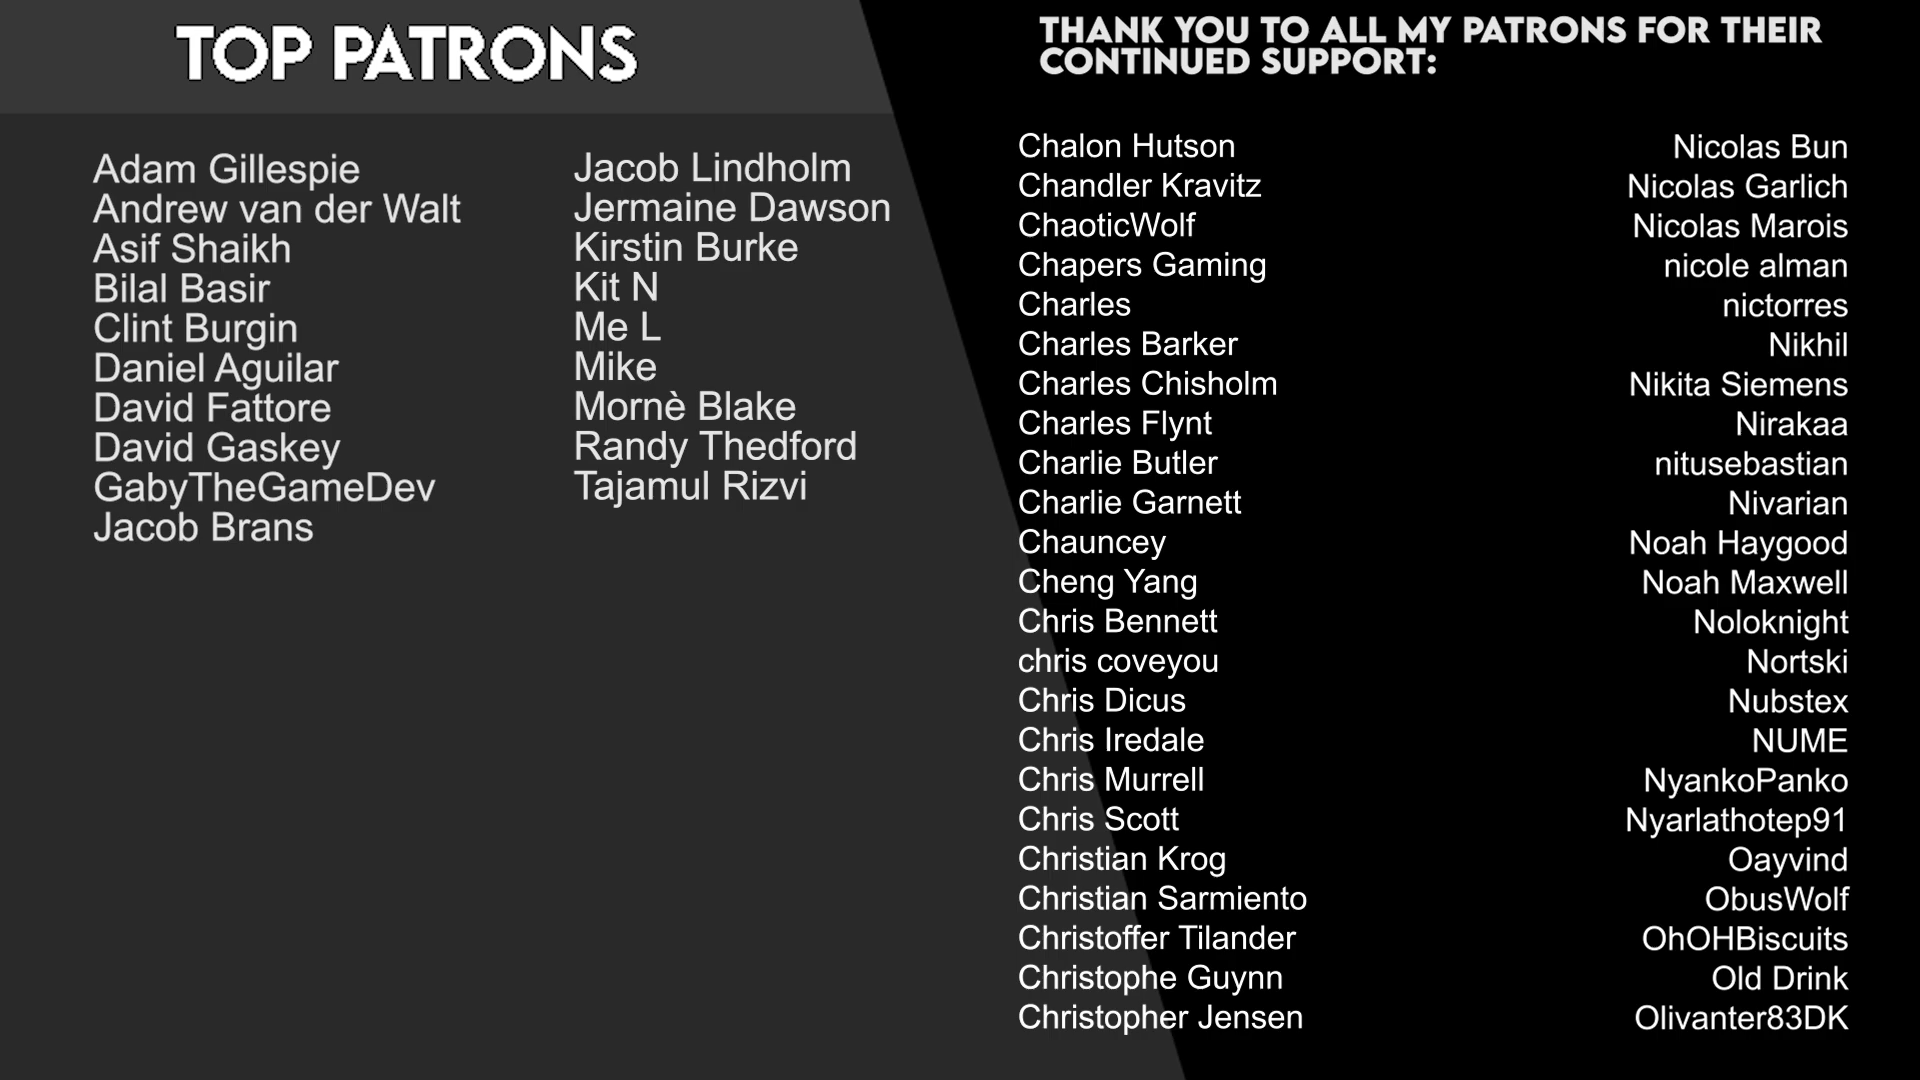 TOP PATRONS
Adam Gillespie
Andrew van der Walt
Asif Shaikh
Bilal Basir
Clint Burgin
Daniel Aguilar
David Fattore
David Gaskey
GabyTheGameDev
Jacob Brans
Jacob Lindholm
Jermaine Dawson
Kirstin Burke
Kit N
Me L
Mike
Mornè Blake
Randy Thedford
Tajamul Rizvi
THANK YOU TO ALL MY PATRONS FOR THEIR
CONTINUED SUPPORT:
Chalon Hutson
Chandler Kravitz
ChaoticWolf
Chapers Gaming
Charles
Charles Barker
Charles Chisholm
Charles Flynt
Charlie Butler
Charlie Garnett
Chauncey
Cheng Yang
Chris Bennett
chris coveyou
Chris Dicus
Chris Iredale
Chris Murrell
Chris Scott
Christian Krog
Christian Sarmiento
Christoffer Tilander
Christophe Guynn
Christopher Jensen
Nicolas Bun
Nicolas Garlich
Nicolas Marois
nicole alman
nictorres
Nikhil
Nikita Siemens
Nirakaa
nitusebastian
Nivarian
Noah Haygood
Noah Maxwell
Noloknight
Nortski
Nubstex
NUME
NyankoPanko
Nyarlathotep91
Oayvind
ObusWolf
OhOHBiscuits
Old Drink
Olivanter83DK